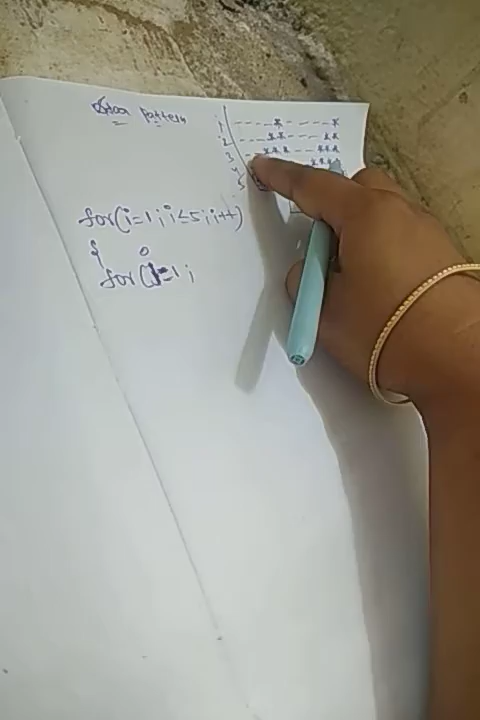 pattern
1 - - - - * - - - - *
2 - - - * * - - - * *
3 - - * * * - - * * *
4 * * *
5
for(i=1;i≤5;i++)
{
for(j=1;